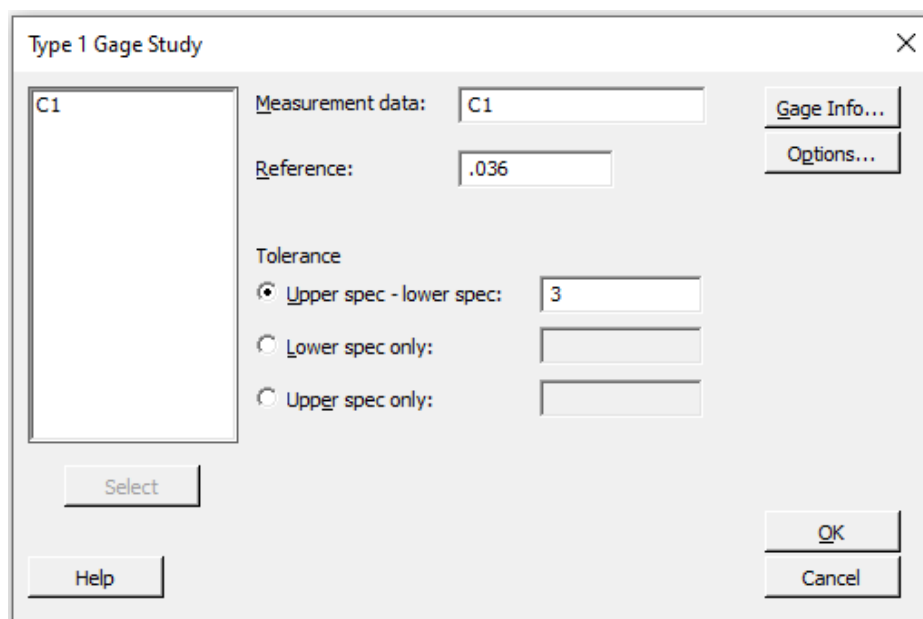 Type 1 Gage Study
C1
Measurement data: C1
Gage Info...
Options...
Reference: .036
Tolerance
Upper spec - lower spec: 3
Lower spec only:
Upper spec only:
Select
OK
Help
Cancel